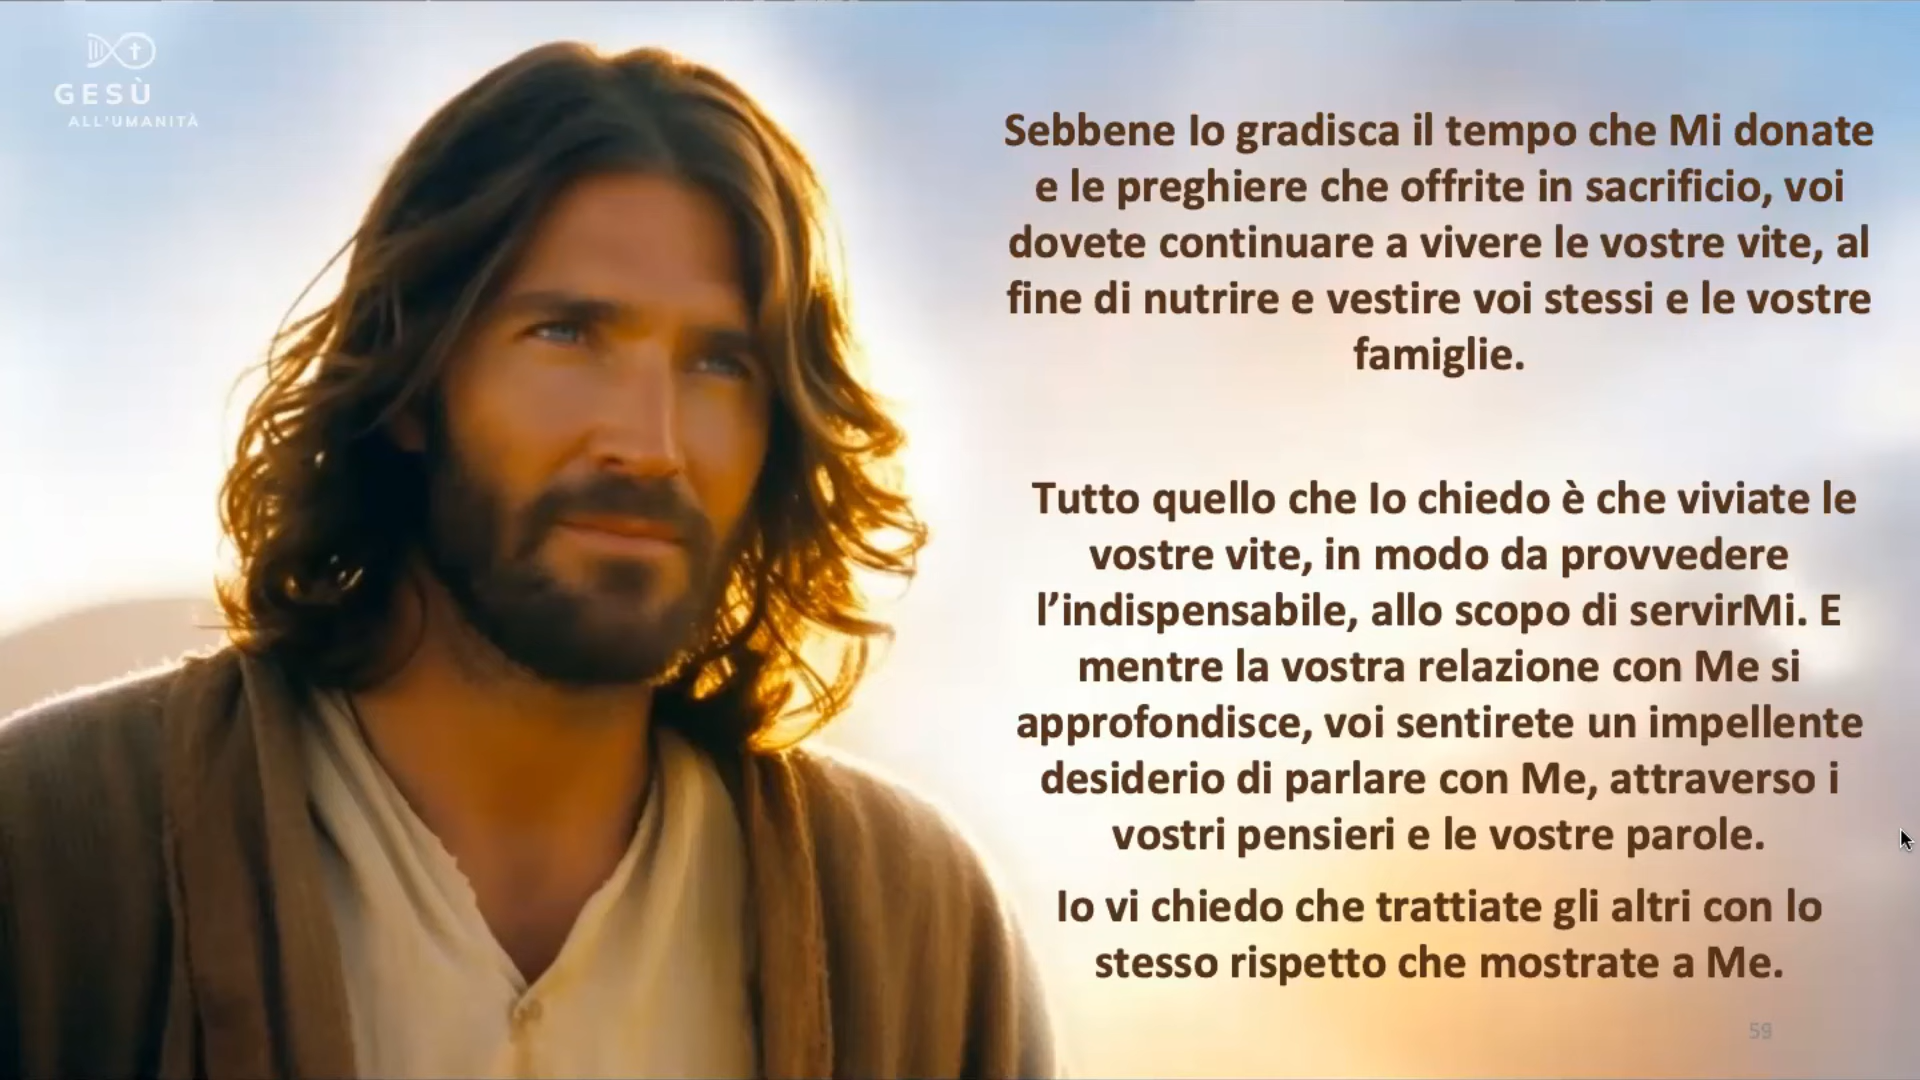 GESÙ
ALL'UMANITÀ
Sebbene Io gradisca il tempo che Mi donate
e le preghiere che offrite in sacrificio, voi
dovete continuare a vivere le vostre vite, al
fine di nutrire e vestire voi stessi e le vostre
famiglie.
Tutto quello che Io chiedo è che viviate le
vostre vite, in modo da provvedere
l’indispensabile, allo scopo di servirMi. E
mentre la vostra relazione con Me si
approfondisce, voi sentirete un impellente
desiderio di parlare con Me, attraverso i
vostri pensieri e le vostre parole.
Io vi chiedo che trattiate gli altri con lo
stesso rispetto che mostrate a Me.
59